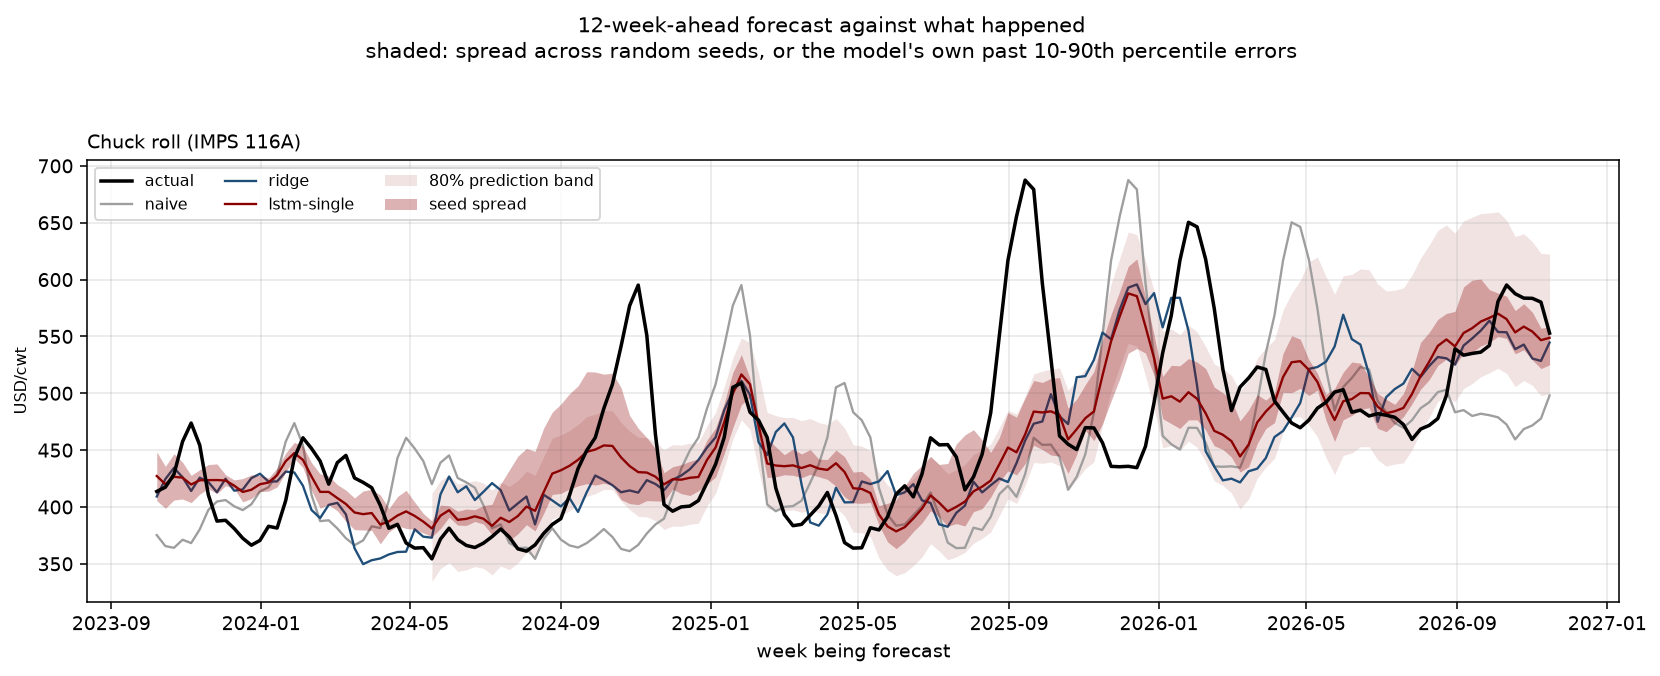 12-week-ahead forecast against what happened
shaded: spread across random seeds, or the model's own past 10-90th percentile errors
Chuck roll (IMPS 116A)
actual
naive
ridge
lstm-single
80% prediction band
seed spread
USD/cwt
700
650
600
550
500
450
400
350
2023-09
2024-01
2024-05
2024-09
2025-01
2025-05
2025-09
2026-01
2026-05
2026-09
2027-01
week being forecast